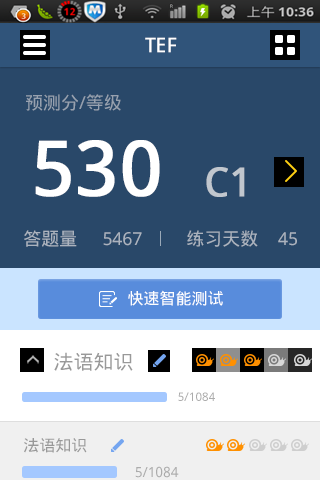 3 12 M 上午 10:36
TEF
预测分/等级
530 C1
答题量 5467 | 练习天数 45
快速智能测试
法语知识
5/1084
法语知识
5/1084